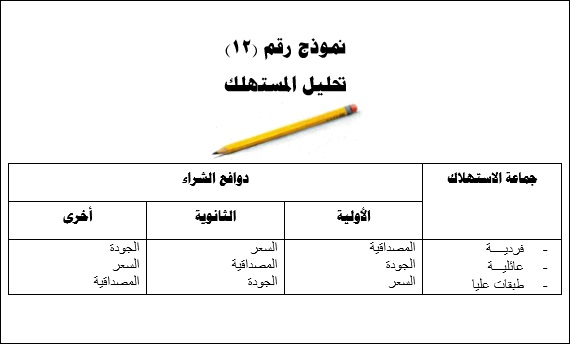 نموذج رقم (١٢)
تحليل المستهلك
جماعة الاستهلاك دوافع الشراء
الأولية الثانوية أخرى
- فرديــــة المصداقية السعر الجودة
- عائليـــة الجودة المصداقية السعر
- طبقات عليا السعر الجودة المصداقية